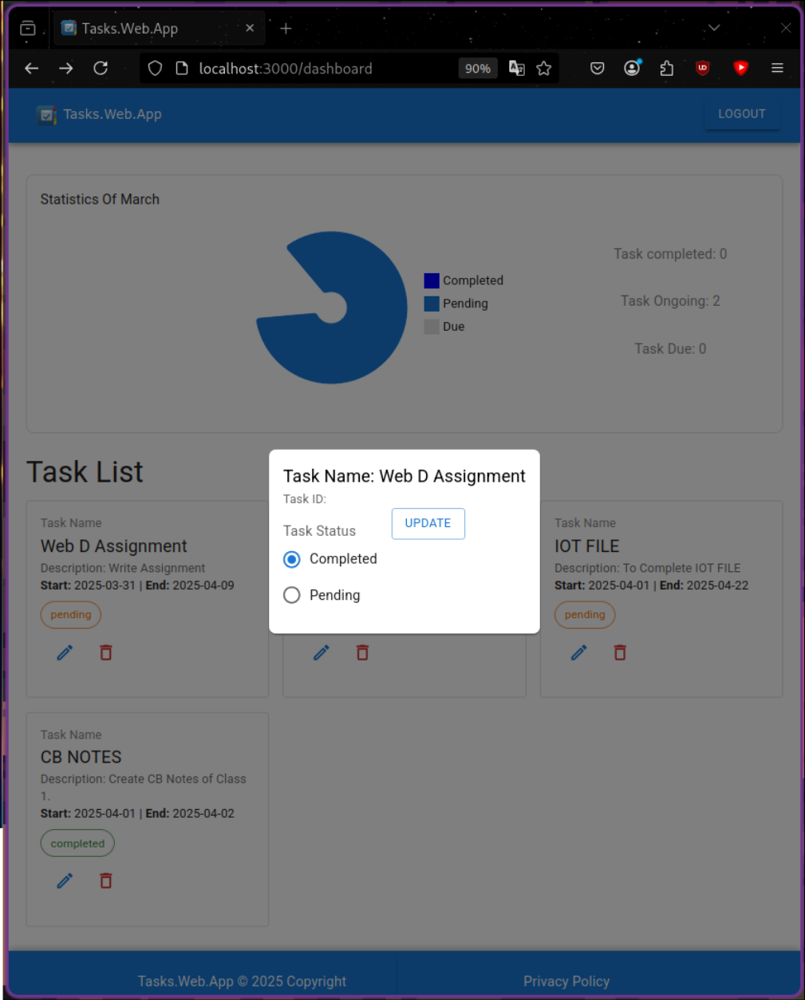 Tasks.Web.App
localhost:3000/dashboard
90%
Tasks.Web.App
LOGOUT
Statistics Of March
Completed
Pending
Due
Task completed: 0
Task Ongoing: 2
Task Due: 0
Task List
Task Name
Web D Assignment
Description: Write Assignment
Start: 2025-03-31 | End: 2025-04-09
pending
Task Name: Web D Assignment
Task ID:
Task Status
UPDATE
Completed
Pending
Task Name
IOT FILE
Description: To Complete IOT FILE
Start: 2025-04-01 | End: 2025-04-22
pending
Task Name
CB NOTES
Description: Create CB Notes of Class
1.
Start: 2025-04-01 | End: 2025-04-02
completed
Tasks.Web.App © 2025 Copyright
Privacy Policy